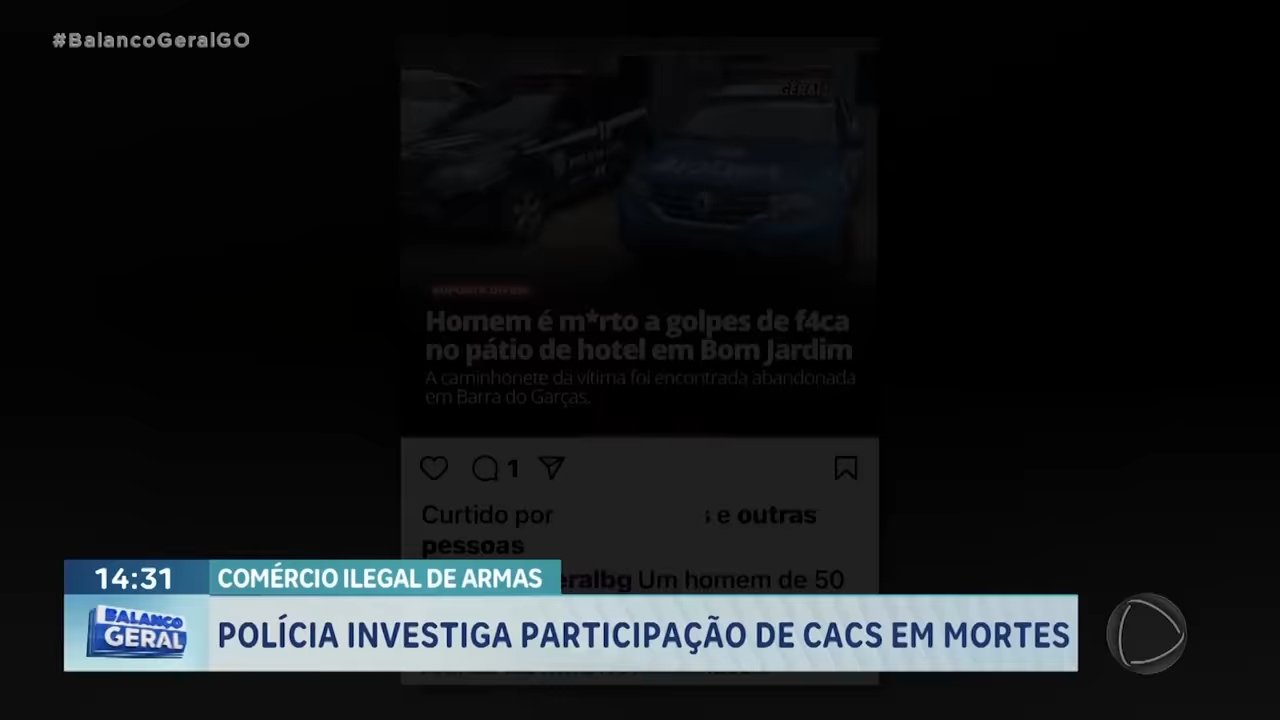 #BalancoGeralGO
GERAL
Homem é m*rto a golpes de f4ca
no pátio de hotel em Bom Jardim
A caminhonete da vítima foi encontrada abandonada
em Barra do Garças.
1
Curtido por
s e outras
pessoas
eralbg Um homem de 50
14:31
COMÉRCIO ILEGAL DE ARMAS
BALANCO
GERAL
POLÍCIA INVESTIGA PARTICIPAÇÃO DE CACS EM MORTES